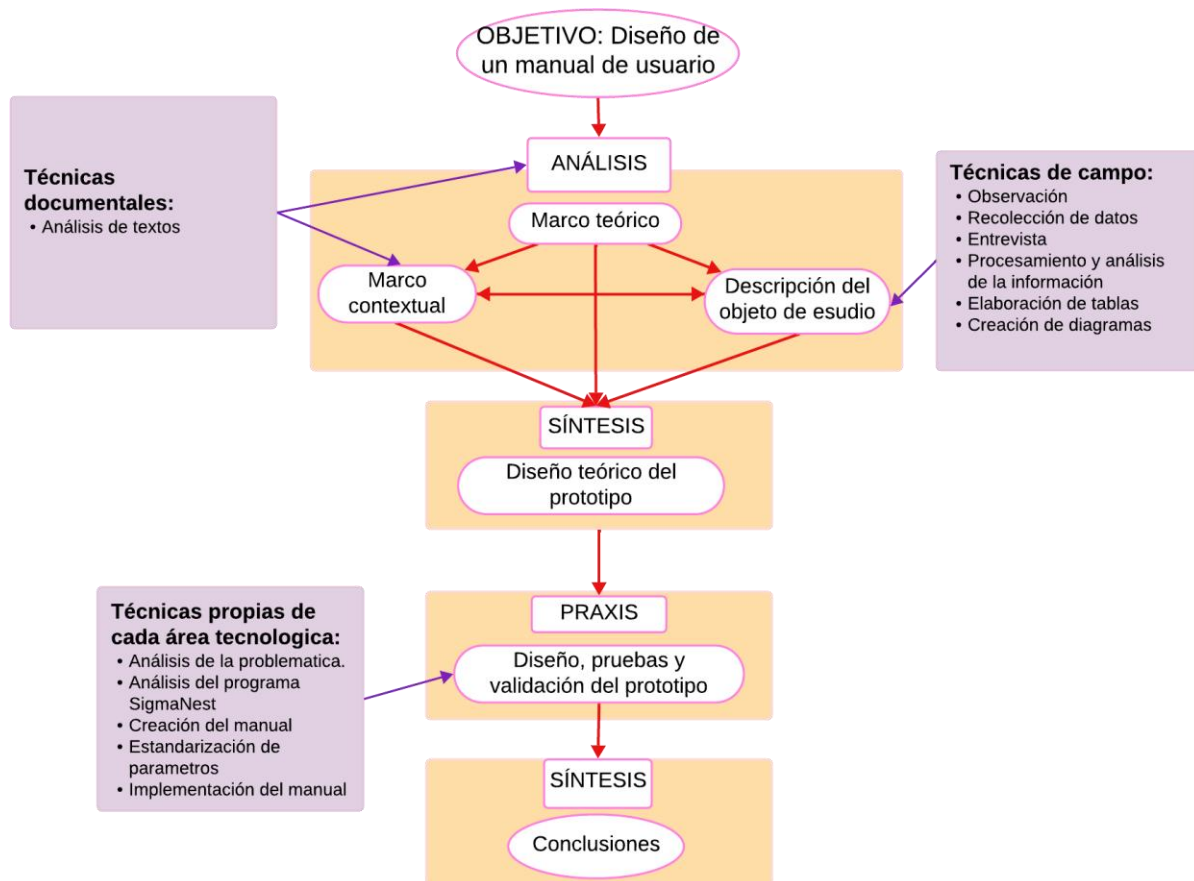 OBJETIVO: Diseño de
un manual de usuario
ANÁLISIS
Técnicas
documentales:
• Análisis de textos
Técnicas de campo:
• Observación
• Recolección de datos
• Entrevista
• Procesamiento y análisis
de la información
• Elaboración de tablas
• Creación de diagramas
Marco teórico
Marco
contextual
Descripción del
objeto de esudio
SÍNTESIS
Diseño teórico del
prototipo
PRAXIS
Diseño, pruebas y
validación del prototipo
Técnicas propias de
cada área tecnologica:
• Análisis de la problematica.
• Análisis del programa
SigmaNest
• Creación del manual
• Estandarización de
parametros
• Implementación del manual
SÍNTESIS
Conclusiones